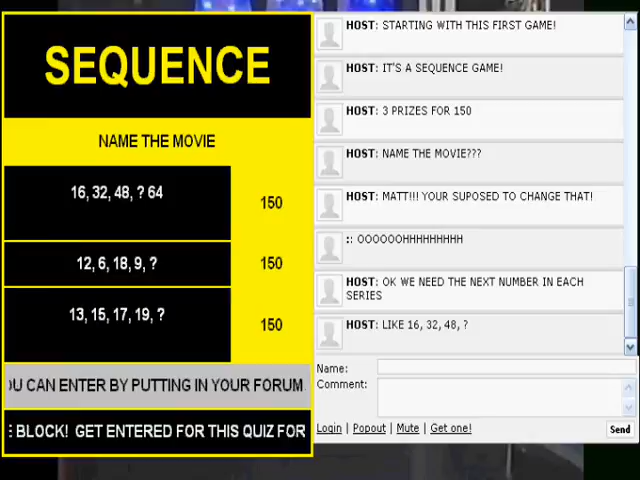 SEQUENCE
NAME THE MOVIE
16, 32, 48, ? 64
150
12, 6, 18, 9, ?
150
13, 15, 17, 19, ?
150
OU CAN ENTER BY PUTTING IN YOUR FORUM
E BLOCK!  GET ENTERED FOR THIS QUIZ FOR
HOST: STARTING WITH THIS FIRST GAME!
HOST: IT'S A SEQUENCE GAME!
HOST: 3 PRIZES FOR 150
HOST: NAME THE MOVIE???
HOST: MATT!!! YOUR SUPOSED TO CHANGE THAT!
:: OOOOOOHHHHHHHHH
HOST: OK WE NEED THE NEXT NUMBER IN EACH
SERIES
HOST: LIKE 16, 32, 48, ?
Name:
Comment:
Login | Popout | Mute | Get one!
Send